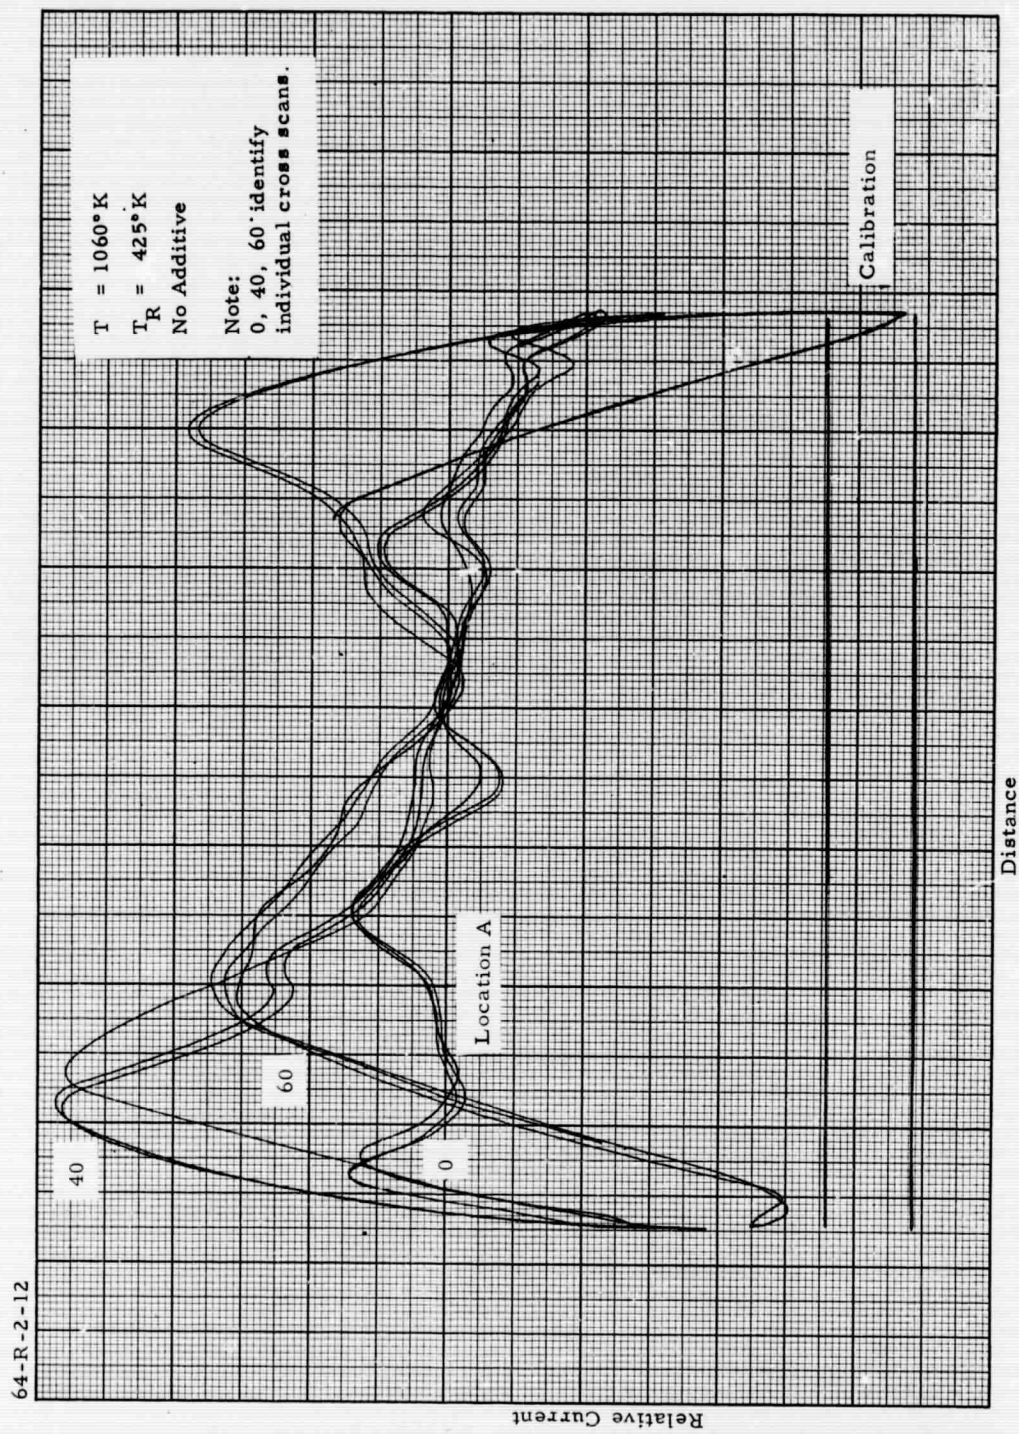 64-R-2-12
T = 1060°K
T_R = 425°K
No Additive
Note:
0, 40, 60 identify
individual cross scans.
40
60
0
Location A
Calibration
Relative Current
Distance